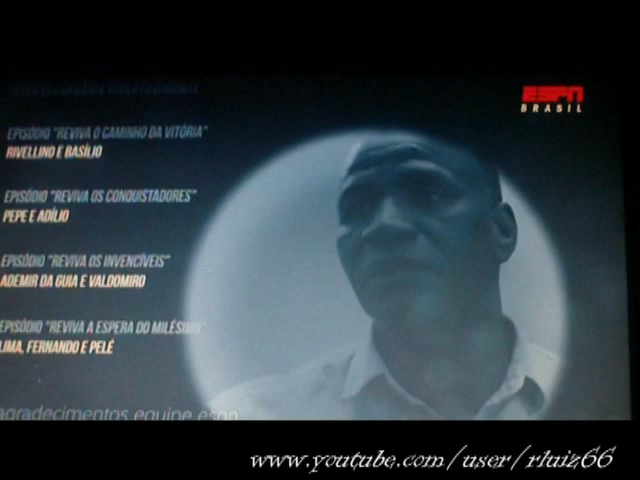 ESPN
BRASIL
EPISÓDIO "REVIVA O CAMINHO DA VITÓRIA"
RIVELLINO E BASÍLIO
EPISÓDIO "REVIVA OS CONQUISTADORES"
PEPE E ADÍLIO
EPISÓDIO "REVIVA OS INVENCÍVEIS"
ADEMIR DA GUIA E VALDOMIRO
EPISÓDIO "REVIVA A ESPERA DO MILÉSIMO"
LIMA, FERNANDO E PELÉ
agradecimentos equipe espn
www.youtube.com/user/rluiz66